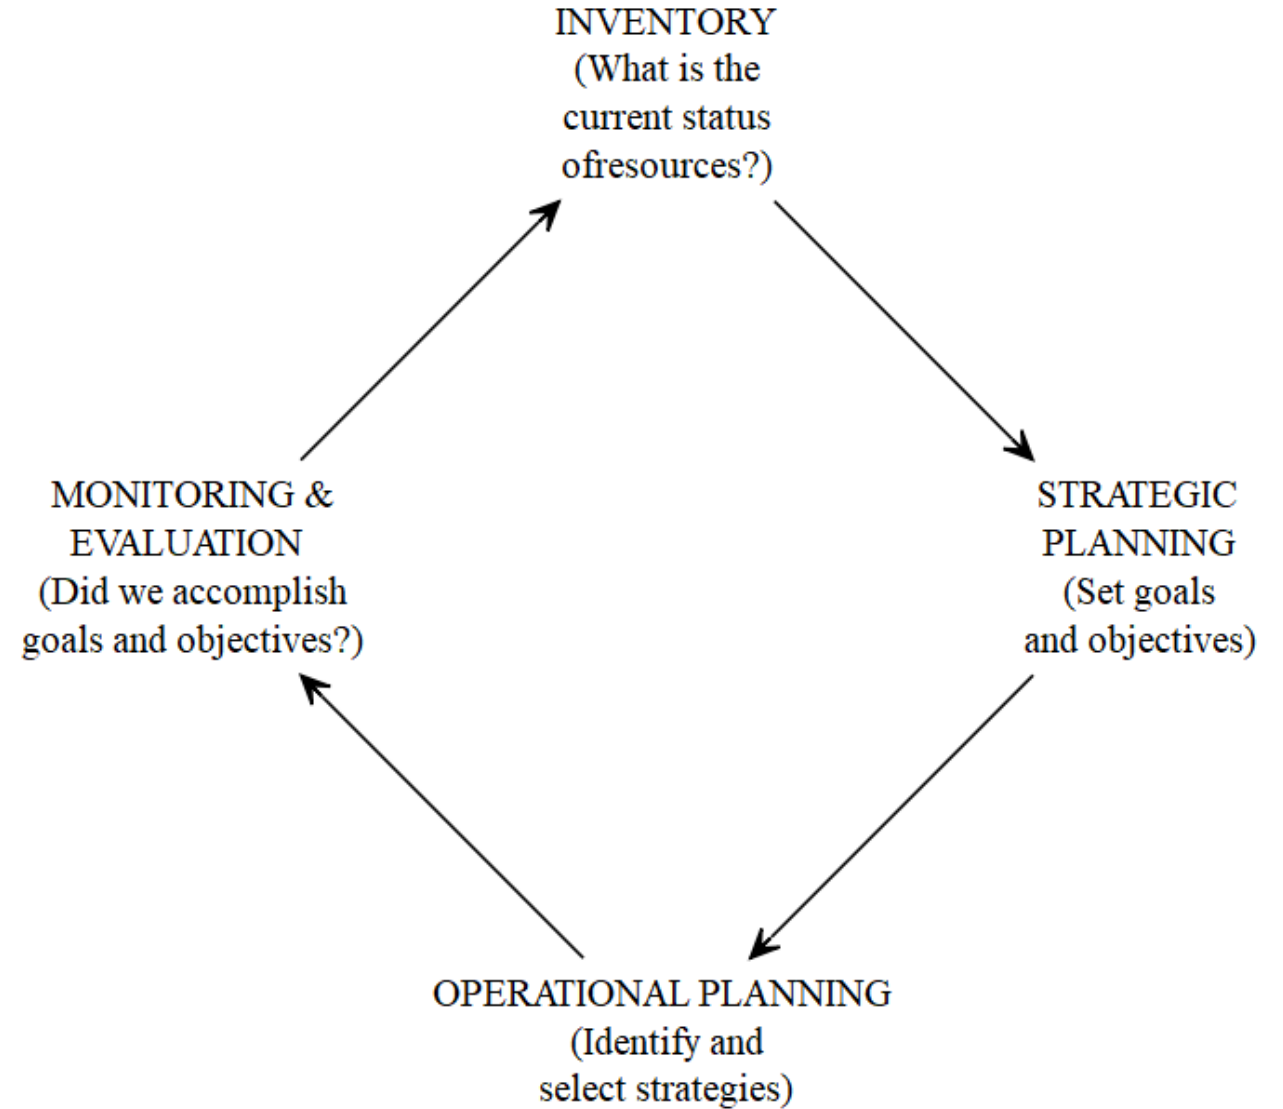 INVENTORY
(What is the
current status
ofresources?)
MONITORING &
EVALUATION
(Did we accomplish
goals and objectives?)
STRATEGIC
PLANNING
(Set goals
and objectives)
OPERATIONAL PLANNING
(Identify and
select strategies)